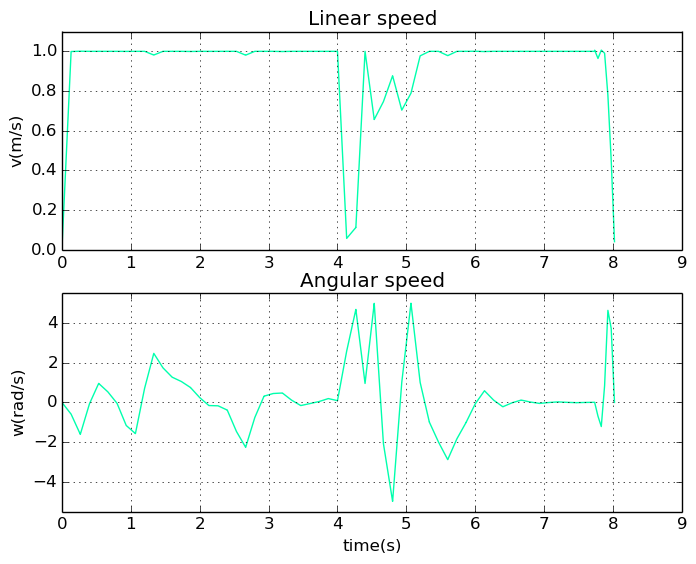 Linear speed
1.0
0.8
0.6
0.4
0.2
0.0
v(m/s)
0 1 2 3 4 5 6 7 8 9
Angular speed
4
2
0
−2
−4
w(rad/s)
0 1 2 3 4 5 6 7 8 9
time(s)